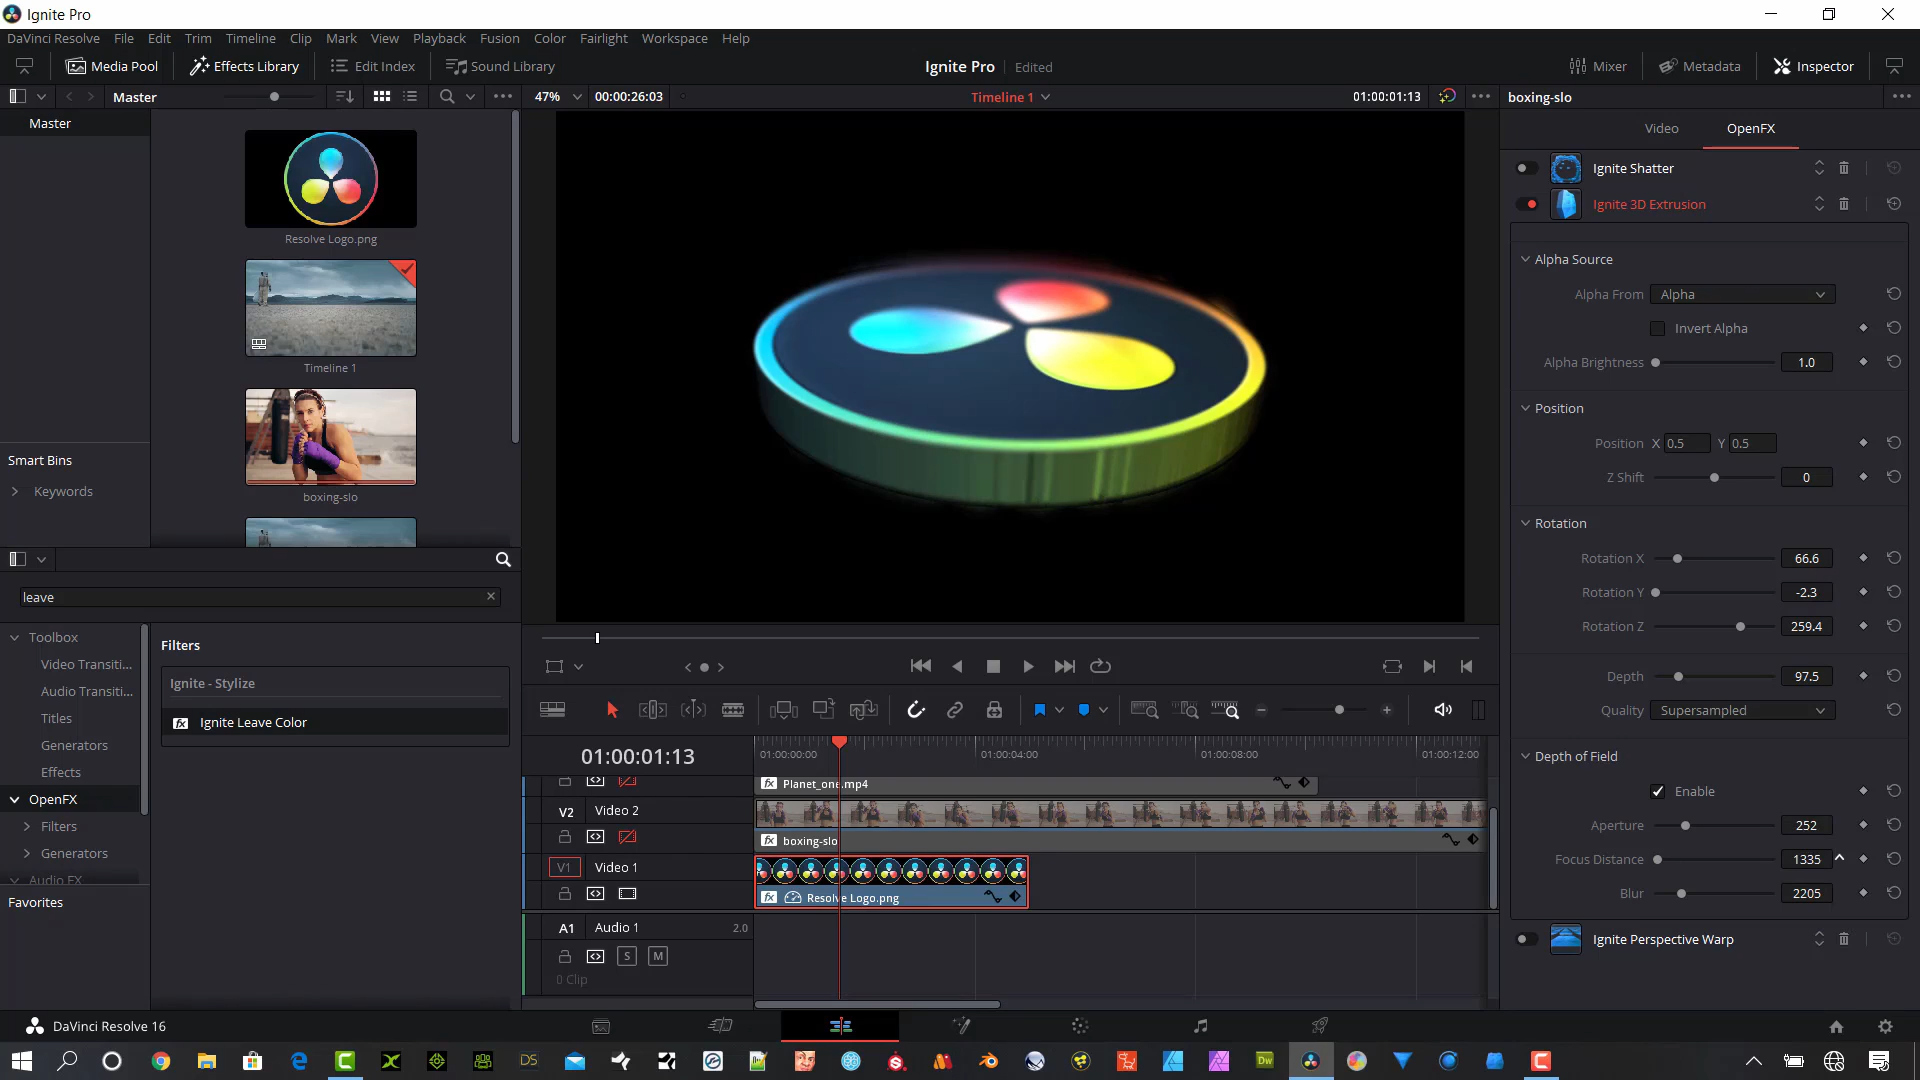 Ignite Pro
DaVinci Resolve File Edit Trim Timeline Clip Mark View Playback Fusion Color Fairlight Workspace Help
Media Pool Effects Library Edit Index Sound Library Ignite Pro Edited Mixer Metadata Inspector
Master 47% 00:00:26:03 Timeline 1 01:00:01:13 boxing-slo
Master
Video OpenFX
Resolve Logo.png
Timeline 1
boxing-slo
Smart Bins
Keywords
Ignite Shatter
Ignite 3D Extrusion
Alpha Source
Alpha From Alpha
Invert Alpha
Alpha Brightness 1.0
Position
Position X 0.5 Y 0.5
Z Shift 0
Rotation
Rotation X 66.6
Rotation Y -2.3
Rotation Z 259.4
Depth 97.5
Quality Supersampled
Depth of Field
Enable
Aperture 252
Focus Distance 1335
Blur 2205
Ignite Perspective Warp
leave
Toolbox
Video Transiti...
Audio Transiti...
Titles
Generators
Effects
OpenFX
Filters
Generators
Audio FX
Favorites
Filters
Ignite - Stylize
fx Ignite Leave Color
01:00:01:13 01:00:00:00 01:00:04:00 01:00:08:00 01:00:12:00
fx Planet_one.mp4
V2 Video 2
fx boxing-slo
V1 Video 1
fx Resolve Logo.png
A1 Audio 1 2.0
S M
0 Clip
DaVinci Resolve 16
DS
Dw